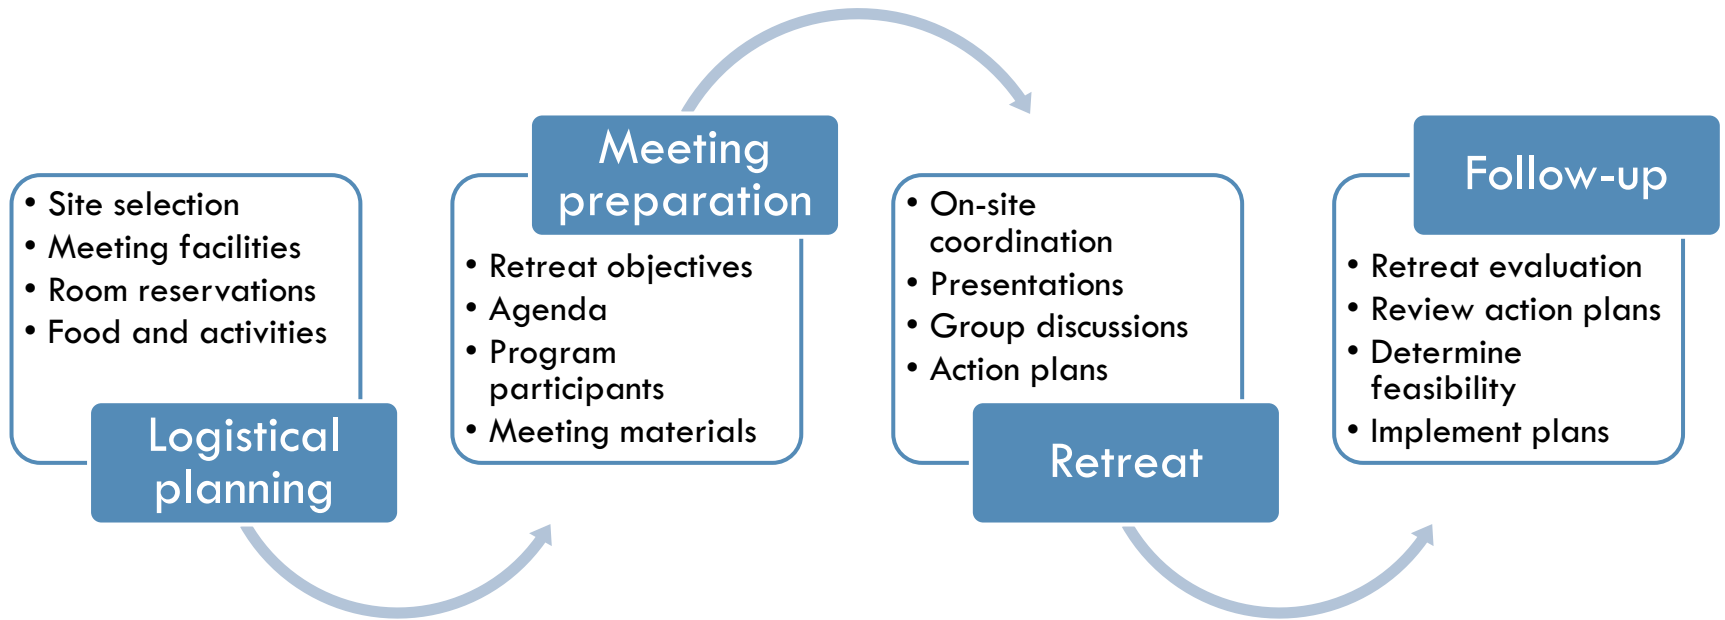 • Site selection
• Meeting facilities
• Room reservations
• Food and activities
Logistical
planning
Meeting
preparation
• Retreat objectives
• Agenda
• Program
participants
• Meeting materials
• On-site
coordination
• Presentations
• Group discussions
• Action plans
Retreat
Follow-up
• Retreat evaluation
• Review action plans
• Determine
feasibility
• Implement plans